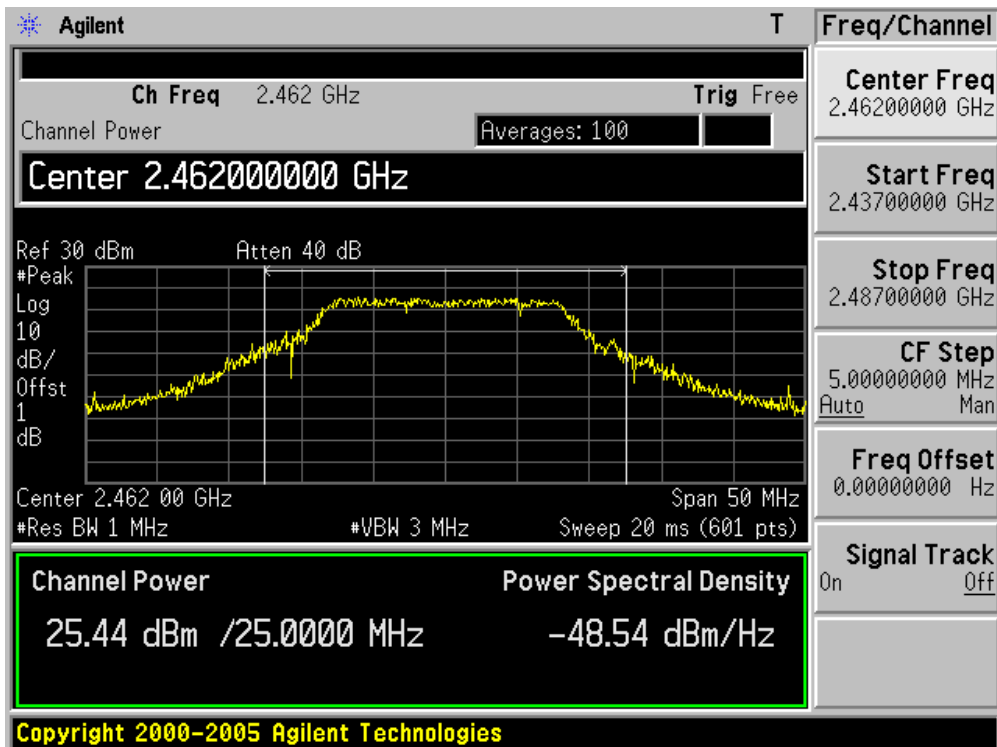 Agilent T Freq/Channel
Ch Freq 2.462 GHz Trig Free
Channel Power Averages: 100
Center 2.462000000 GHz
Ref 30 dBm Atten 40 dB
#Peak
Log
10
dB/
Offst
1
dB
Center 2.462 00 GHz Span 50 MHz
#Res BW 1 MHz #VBW 3 MHz Sweep 20 ms (601 pts)
Channel Power Power Spectral Density
25.44 dBm /25.0000 MHz -48.54 dBm/Hz
Copyright 2000-2005 Agilent Technologies
Center Freq
2.46200000 GHz
Start Freq
2.43700000 GHz
Stop Freq
2.48700000 GHz
CF Step
5.00000000 MHz
Auto Man
Freq Offset
0.00000000 Hz
Signal Track
On Off